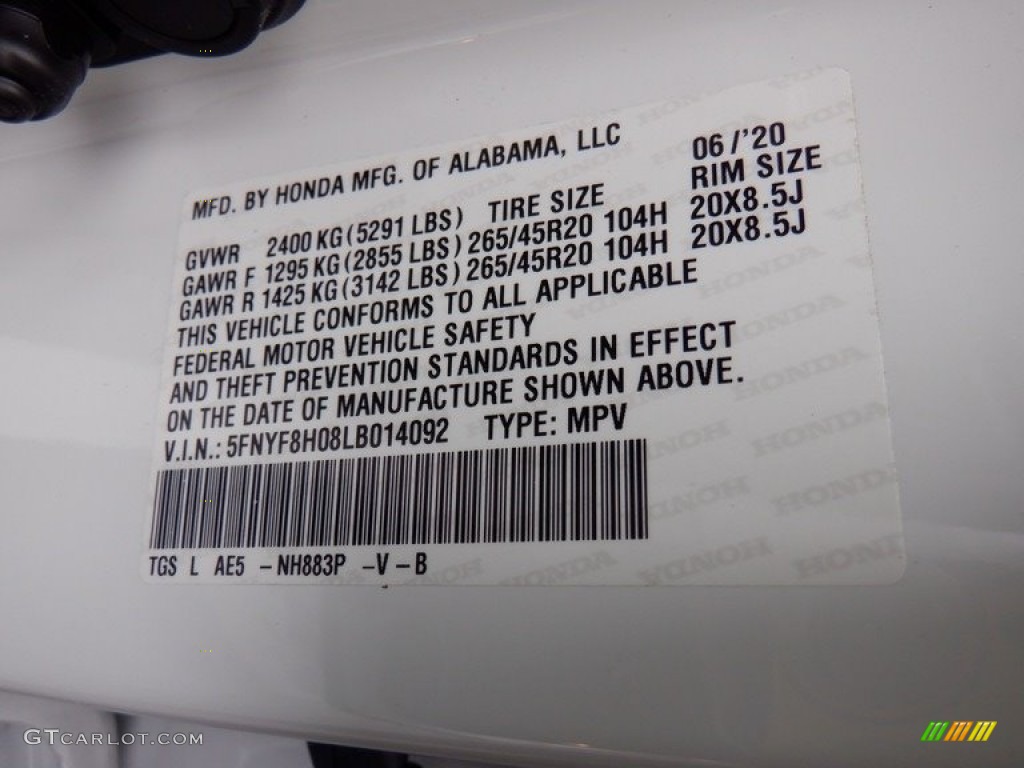 MFD. BY HONDA MFG. OF ALABAMA, LLC 06/'20
GVWR 2400 KG (5291 LBS) TIRE SIZE RIM SIZE
GAWR F 1295 KG (2855 LBS) 265/45R20 104H 20X8.5J
GAWR R 1425 KG (3142 LBS) 265/45R20 104H 20X8.5J
THIS VEHICLE CONFORMS TO ALL APPLICABLE
FEDERAL MOTOR VEHICLE SAFETY
AND THEFT PREVENTION STANDARDS IN EFFECT
ON THE DATE OF MANUFACTURE SHOWN ABOVE.
V.I.N.: 5FNYF8H08LB014092 TYPE: MPV
TGS L AE5 -NH883P -V-B
GTCARLOT.COM